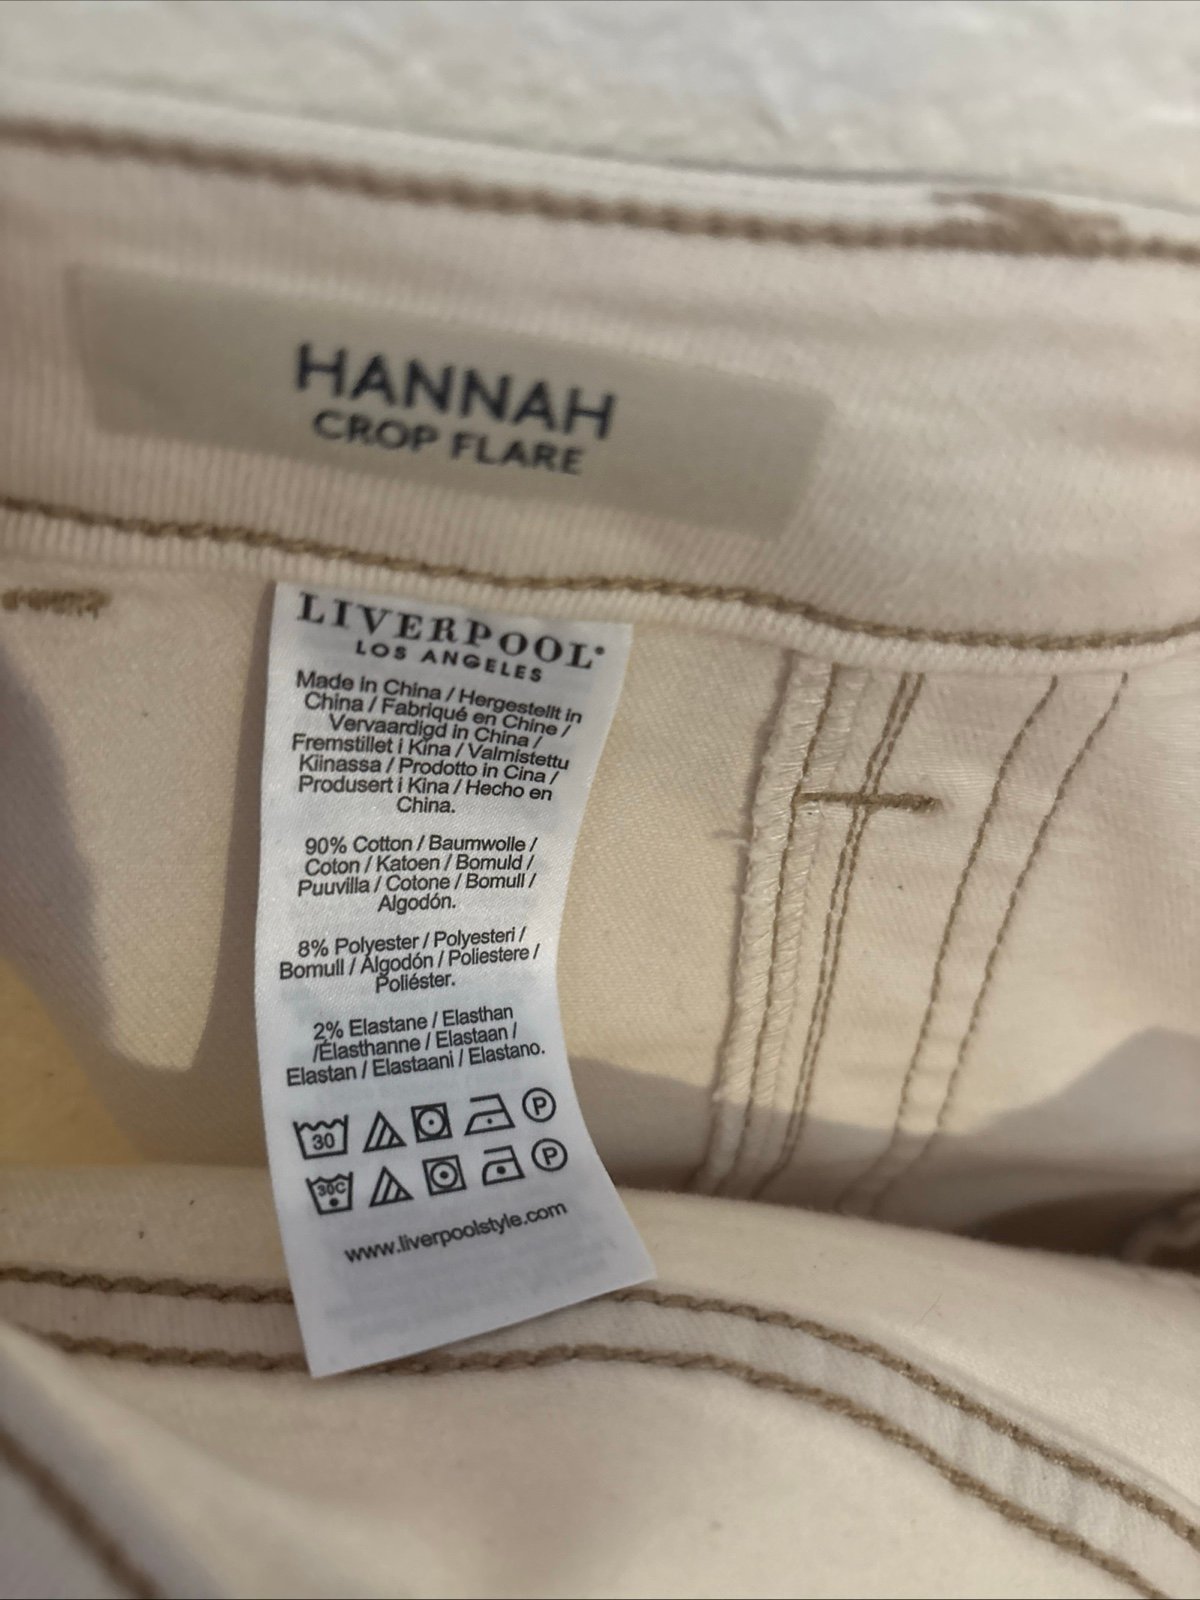 HANNAH
CROP FLARE
LIVERPOOL®
LOS ANGELES
Made in China / Hergestellt in
China / Fabriqué en Chine /
Vervaardigd in China /
Fremstillet i Kina / Valmistettu
Kiinassa / Prodotto in Cina /
Produsert i Kina / Hecho en
China.
90% Cotton / Baumwolle /
Coton / Katoen / Bomuld /
Puuvilla / Cotone / Bomull /
Algodón.
8% Polyester / Polyesteri /
Bomull / Algodón / Poliestere /
Poliéster.
2% Elastane / Elasthan
/Élasthanne / Elastaan /
Elastan / Elastaani / Elastano.
30 P
30C P
www.liverpoolstyle.com